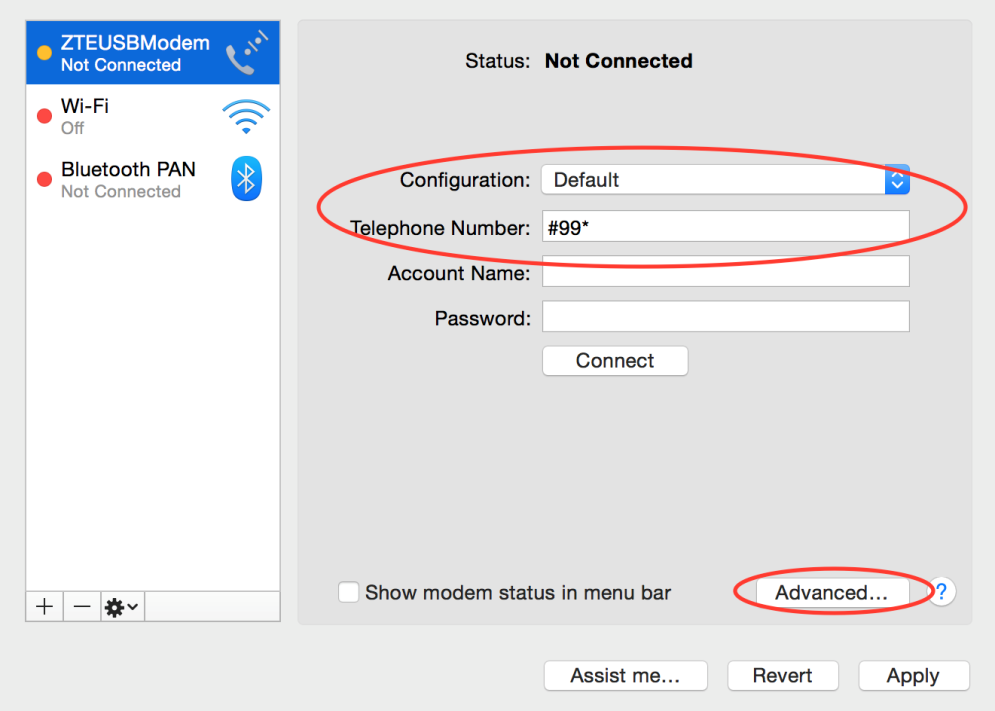 ZTEUSBModem
Not Connected
Wi-Fi
Off
Bluetooth PAN
Not Connected
Status: Not Connected
Configuration: Default
Telephone Number: #99*
Account Name:
Password:
Connect
Show modem status in menu bar
Advanced...
?
Assist me...
Revert
Apply